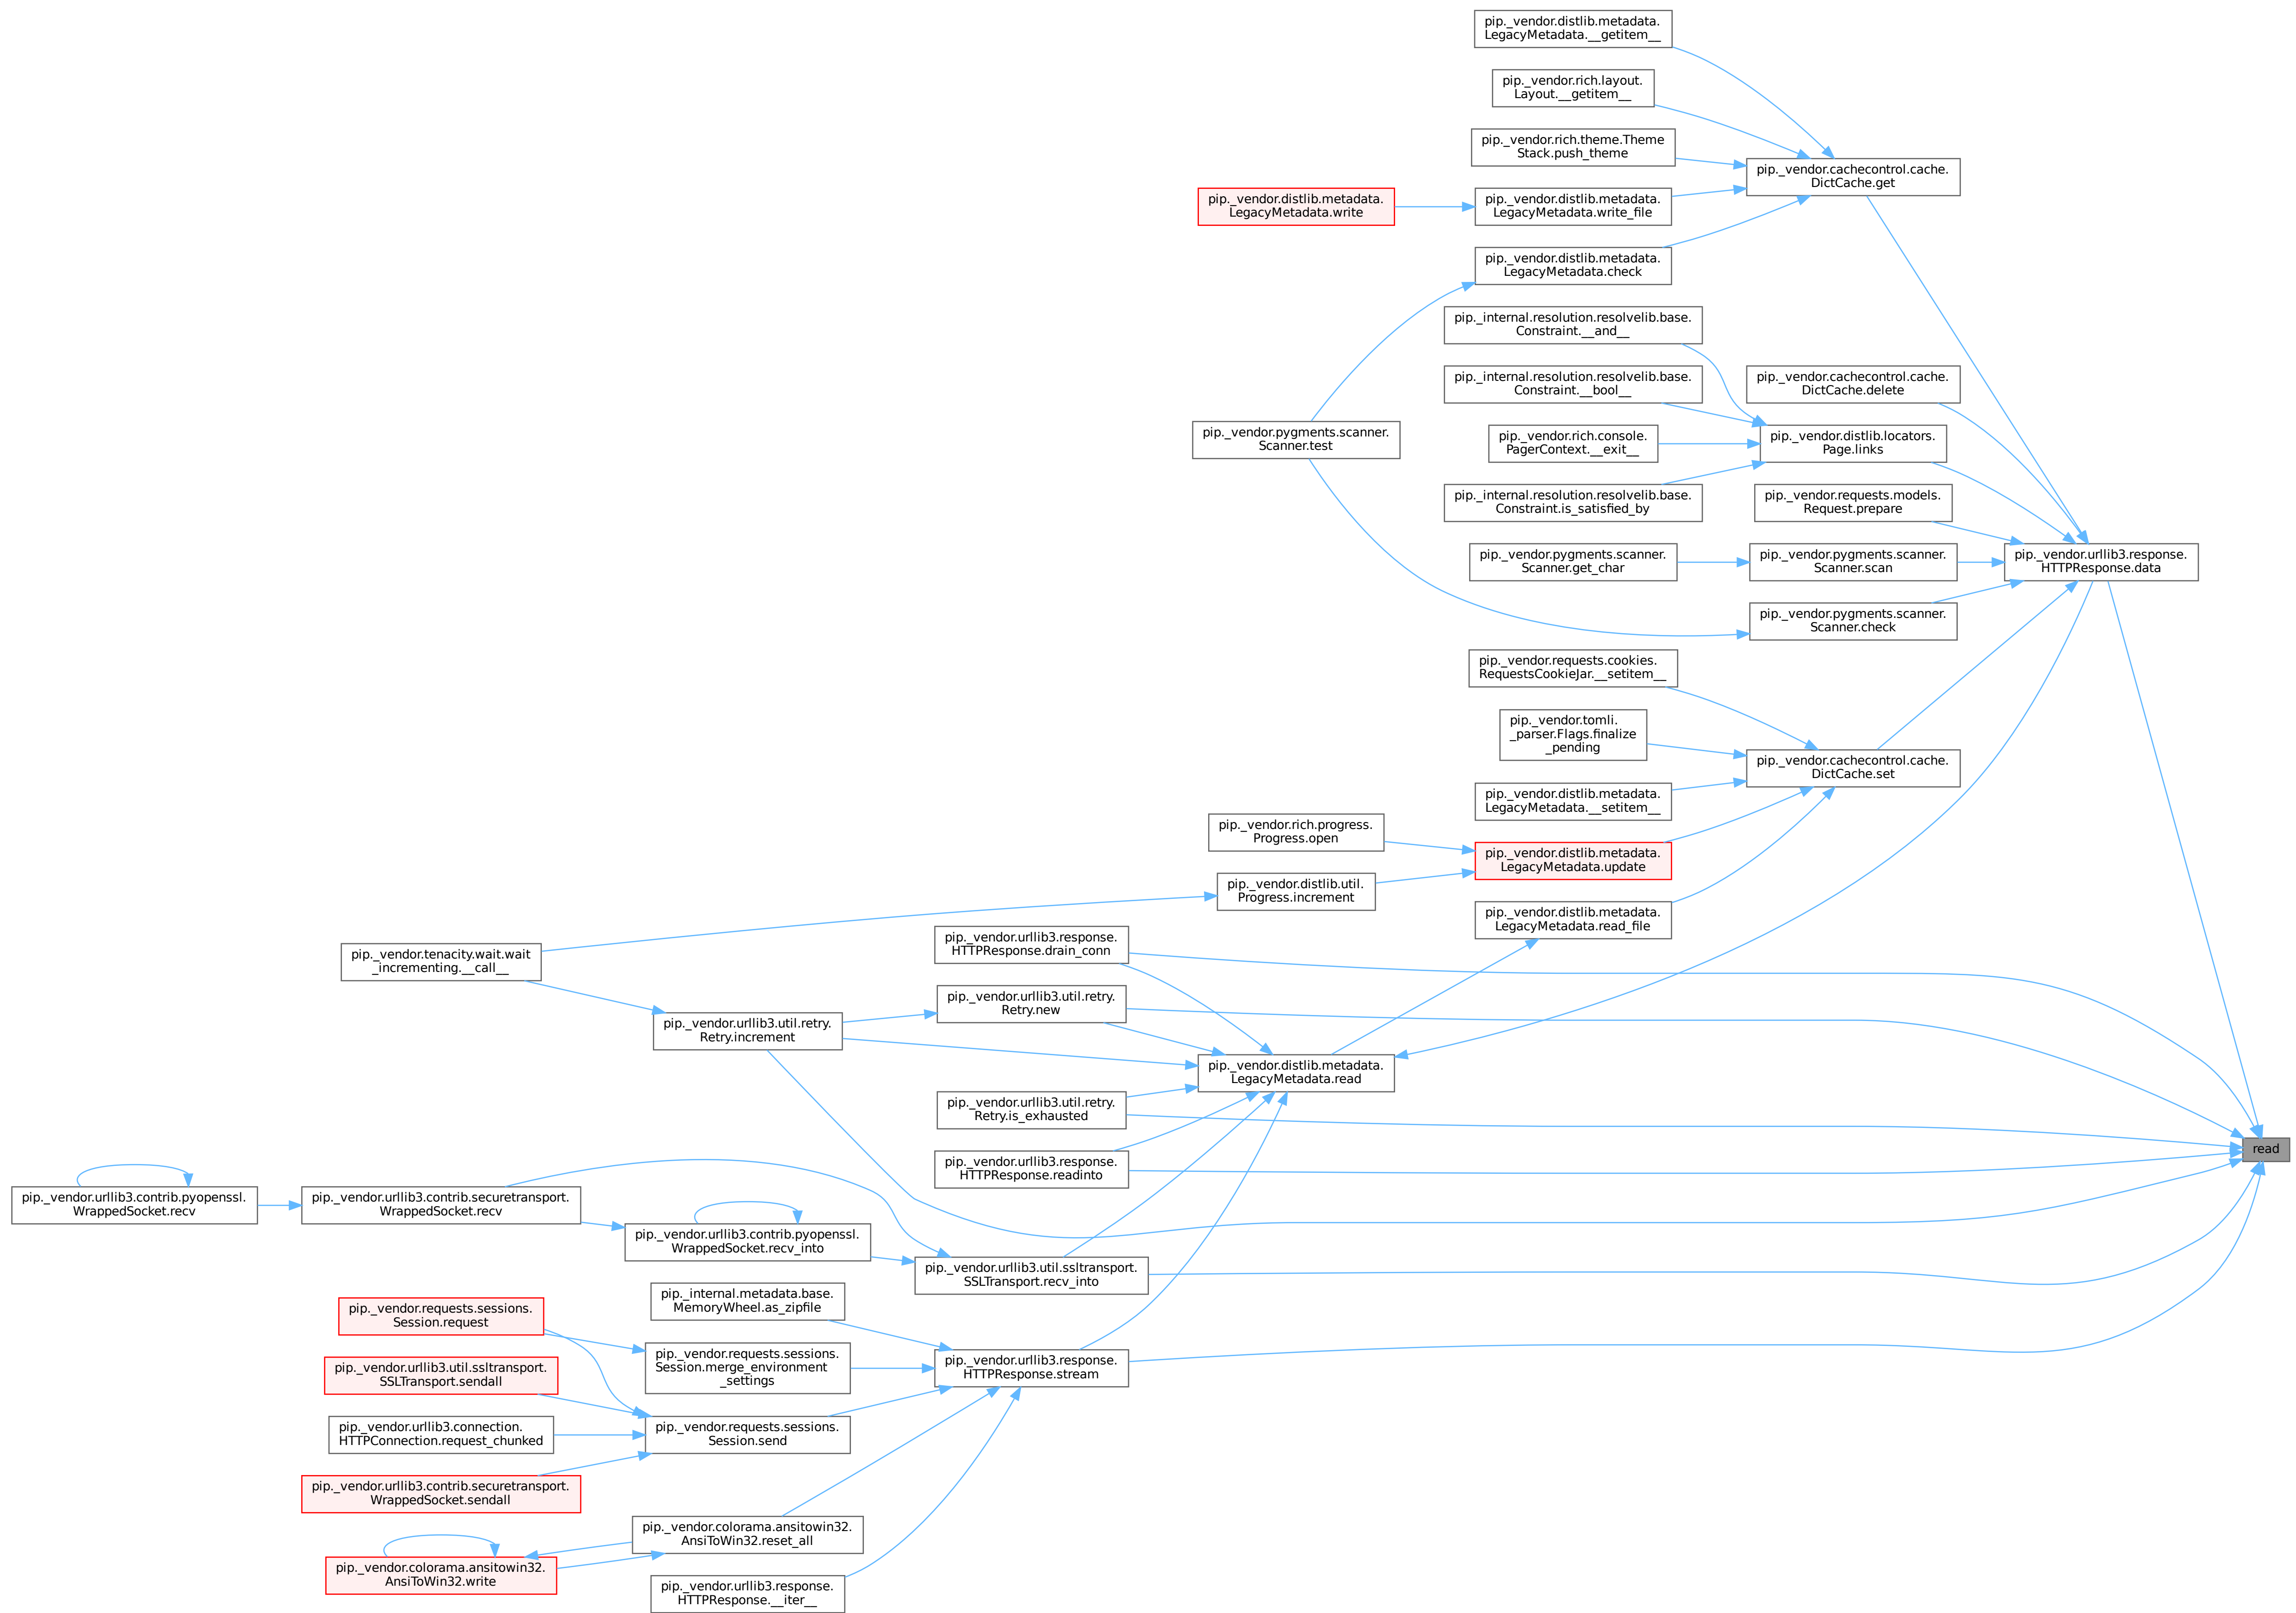 pip._vendor.distlib.metadata.
LegacyMetadata.__getitem__
pip._vendor.rich.layout.
Layout.__getitem__
pip._vendor.rich.theme.Theme
Stack.push_theme
pip._vendor.cachecontrol.cache.
DictCache.get
pip._vendor.distlib.metadata.
LegacyMetadata.write
pip._vendor.distlib.metadata.
LegacyMetadata.write_file
pip._vendor.distlib.metadata.
LegacyMetadata.check
pip._internal.resolution.resolvelib.base.
Constraint.__and__
pip._internal.resolution.resolvelib.base.
Constraint.__bool__
pip._vendor.cachecontrol.cache.
DictCache.delete
pip._vendor.pygments.scanner.
Scanner.test
pip._vendor.rich.console.
PagerContext.__exit__
pip._vendor.distlib.locators.
Page.links
pip._internal.resolution.resolvelib.base.
Constraint.is_satisfied_by
pip._vendor.requests.models.
Request.prepare
pip._vendor.pygments.scanner.
Scanner.get_char
pip._vendor.pygments.scanner.
Scanner.scan
pip._vendor.urllib3.response.
HTTPResponse.data
pip._vendor.pygments.scanner.
Scanner.check
pip._vendor.requests.cookies.
RequestsCookieJar.__setitem__
pip._vendor.tomli.
_parser.Flags.finalize
_pending
pip._vendor.cachecontrol.cache.
DictCache.set
pip._vendor.distlib.metadata.
LegacyMetadata.__setitem__
pip._vendor.rich.progress.
Progress.open
pip._vendor.distlib.metadata.
LegacyMetadata.update
pip._vendor.distlib.util.
Progress.increment
pip._vendor.distlib.metadata.
LegacyMetadata.read_file
pip._vendor.urllib3.response.
HTTPResponse.drain_conn
pip._vendor.tenacity.wait.wait
_incrementing.__call__
pip._vendor.urllib3.util.retry.
Retry.new
pip._vendor.urllib3.util.retry.
Retry.increment
pip._vendor.distlib.metadata.
LegacyMetadata.read
pip._vendor.urllib3.util.retry.
Retry.is_exhausted
read
pip._vendor.urllib3.response.
HTTPResponse.readinto
pip._vendor.urllib3.contrib.pyopenssl.
WrappedSocket.recv
pip._vendor.urllib3.contrib.securetransport.
WrappedSocket.recv
pip._vendor.urllib3.contrib.pyopenssl.
WrappedSocket.recv_into
pip._vendor.urllib3.util.ssltransport.
SSLTransport.recv_into
pip._internal.metadata.base.
MemoryWheel.as_zipfile
pip._vendor.requests.sessions.
Session.request
pip._vendor.requests.sessions.
Session.merge_environment
_settings
pip._vendor.urllib3.response.
HTTPResponse.stream
pip._vendor.urllib3.util.ssltransport.
SSLTransport.sendall
pip._vendor.urllib3.connection.
HTTPConnection.request_chunked
pip._vendor.requests.sessions.
Session.send
pip._vendor.urllib3.contrib.securetransport.
WrappedSocket.sendall
pip._vendor.colorama.ansitowin32.
AnsiToWin32.reset_all
pip._vendor.colorama.ansitowin32.
AnsiToWin32.write
pip._vendor.urllib3.response.
HTTPResponse.__iter__